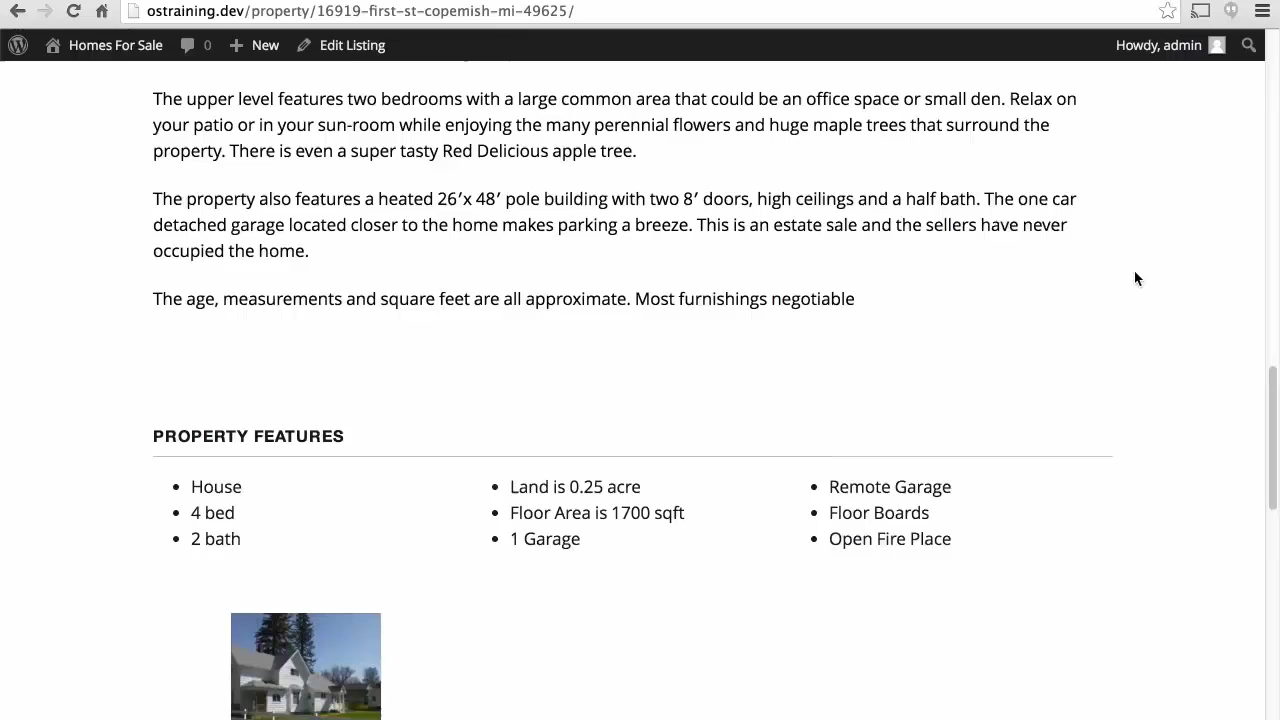 ostraining.dev/property/16919-first-st-copemish-mi-49625/
Homes For Sale 0 New Edit Listing Howdy, admin
The upper level features two bedrooms with a large common area that could be an office space or small den. Relax on
your patio or in your sun-room while enjoying the many perennial flowers and huge maple trees that surround the
property. There is even a super tasty Red Delicious apple tree.
The property also features a heated 26′x 48′ pole building with two 8′ doors, high ceilings and a half bath. The one car
detached garage located closer to the home makes parking a breeze. This is an estate sale and the sellers have never
occupied the home.
The age, measurements and square feet are all approximate. Most furnishings negotiable
PROPERTY FEATURES
• House
• 4 bed
• 2 bath
• Land is 0.25 acre
• Floor Area is 1700 sqft
• 1 Garage
• Remote Garage
• Floor Boards
• Open Fire Place